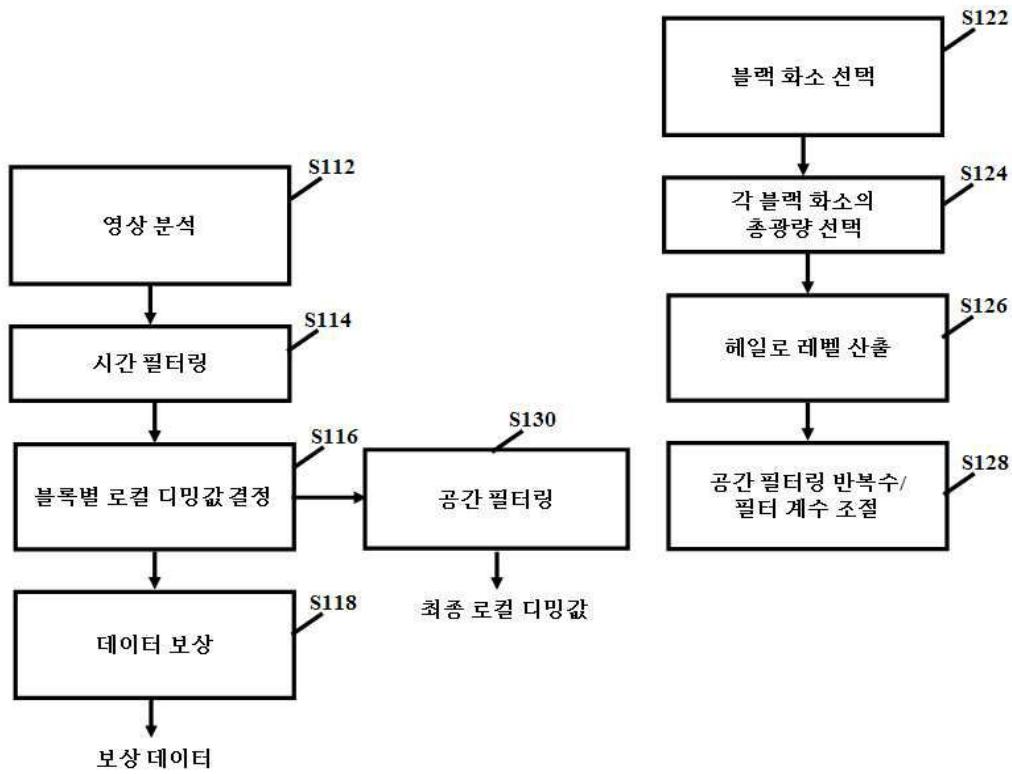 S112
영상 분석
S114
시간 필터링
S116
블록별 로컬 디밍값 결정
S130
공간 필터링
최종 로컬 디밍값
S118
데이터 보상
보상 데이터
S122
블랙 화소 선택
S124
각 블랙 화소의
총광량 선택
S126
헤일로 레벨 산출
S128
공간 필터링 반복수/
필터 계수 조절